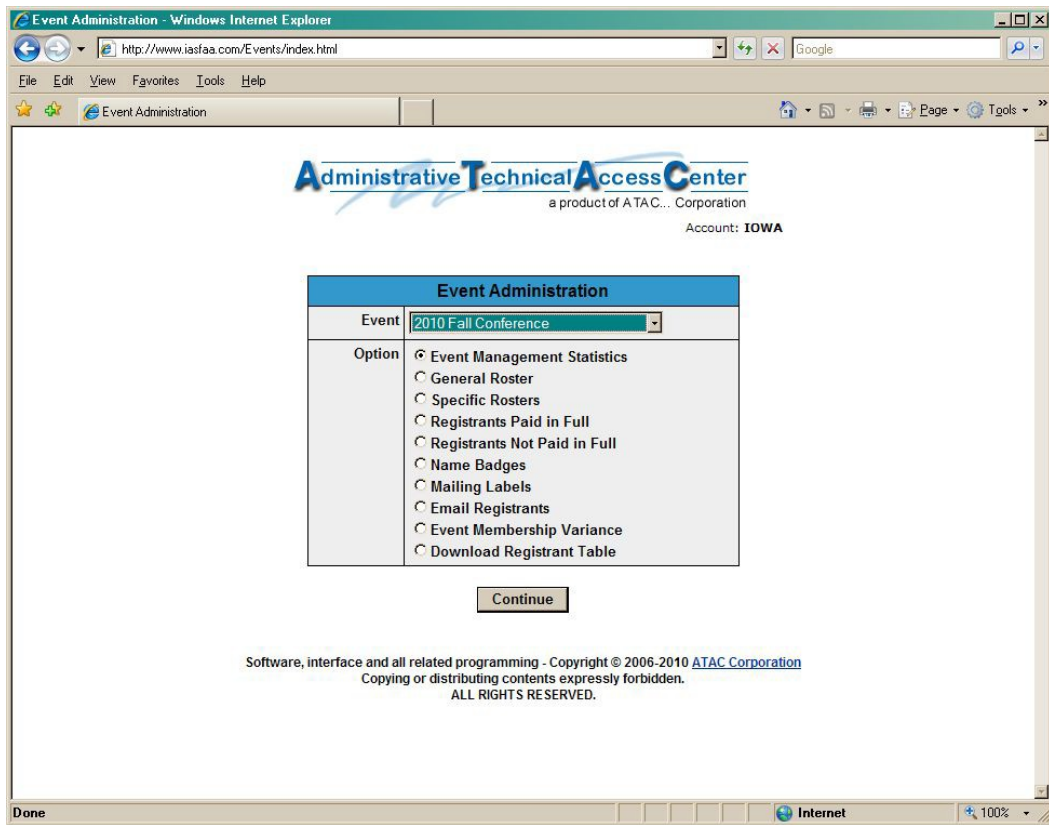 Event Administration - Windows Internet Explorer
http://www.iasfaa.com/Events/index.html
Google
File Edit View Favorites Tools Help
Event Administration
Page Tools »
Administrative Technical Access Center
a product of ATAC... Corporation
Account: IOWA
Event Administration
Event 2010 Fall Conference
Option Event Management Statistics
General Roster
Specific Rosters
Registrants Paid in Full
Registrants Not Paid in Full
Name Badges
Mailing Labels
Email Registrants
Event Membership Variance
Download Registrant Table
Continue
Software, interface and all related programming - Copyright © 2006-2010 ATAC Corporation
Copying or distributing contents expressly forbidden.
ALL RIGHTS RESERVED.
Done Internet 100%